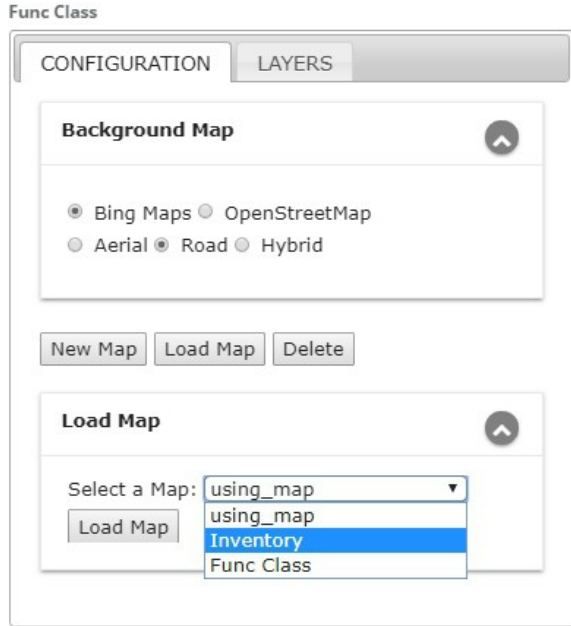 Func Class
CONFIGURATION LAYERS
Background Map
Bing Maps OpenStreetMap
Aerial Road Hybrid
New Map Load Map Delete
Load Map
Select a Map: using_map
Load Map using_map
Inventory
Func Class